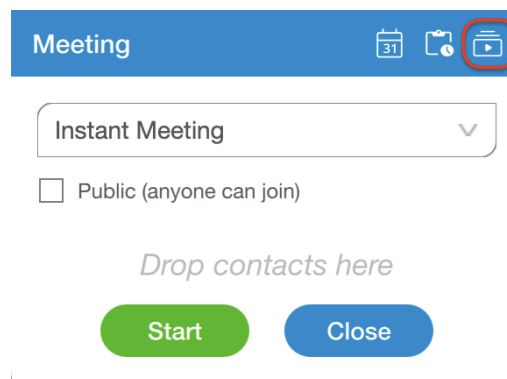 Meeting
31
Instant Meeting
Public (anyone can join)
Drop contacts here
Start
Close